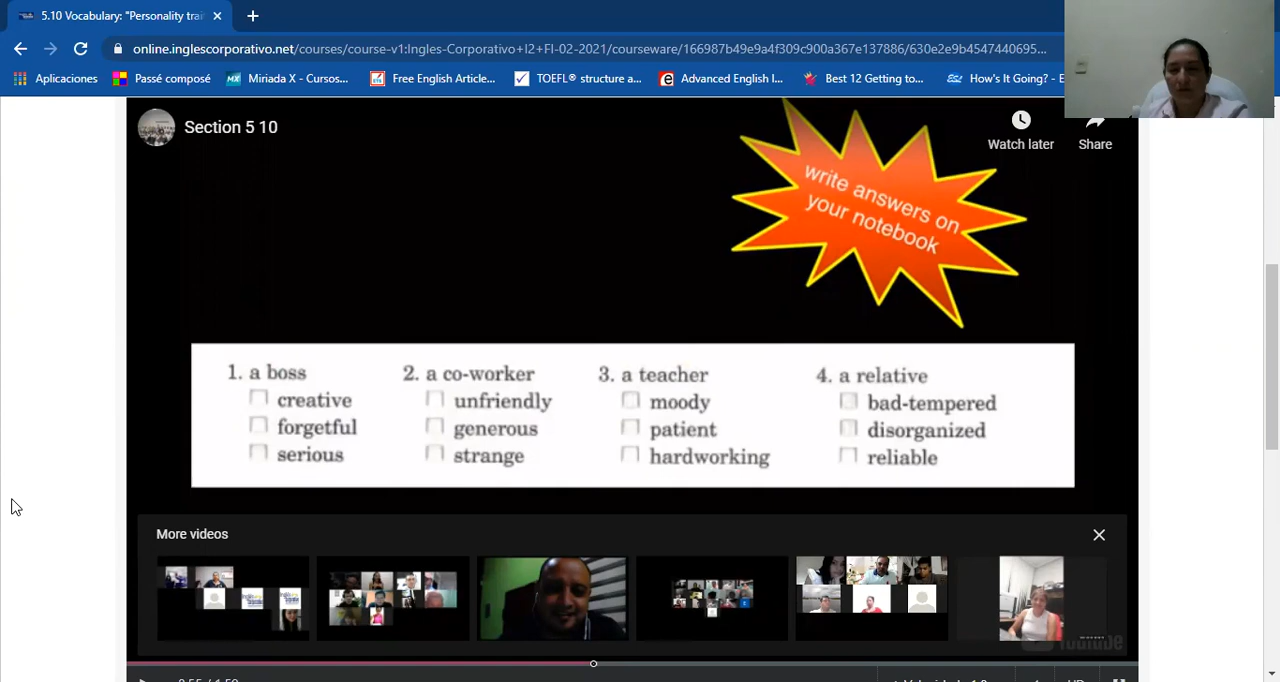 5.10 Vocabulary: "Personality trai
online.inglescorporativo.net/courses/course-v1:Ingles-Corporativo+I2+FI-02-2021/courseware/166987b49e9a4f309c900a367e137886/630e2e9b4547440695...
Aplicaciones Passé composé Miriada X - Cursos... Free English Article... TOEFL® structure a... Advanced English I... Best 12 Getting to... How's It Going? - E
Section 5 10
Watch later Share
write answers on
your notebook
1. a boss
creative
forgetful
serious
2. a co-worker
unfriendly
generous
strange
3. a teacher
moody
patient
hardworking
4. a relative
bad-tempered
disorganized
reliable
More videos
YouTube